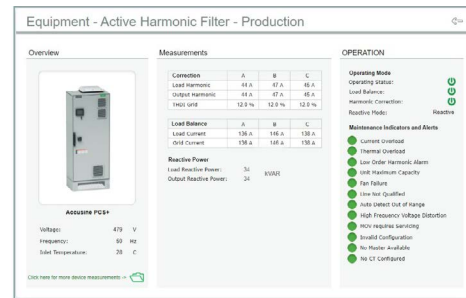 Equipment - Active Harmonic Filter - Production
Overview
Accusine PCS+
Voltage: 479 V
Frequency: 60 Hz
Inlet Temperature: 28 C
Click here for more device measurements ->
Measurements
Correction A B C
Load Harmonic 44 A 47 A 46 A
Output Harmonic 44 A 47 A 45 A
THDI Grid 12.0 % 12.0 % 12.0 %
Load Balance A B C
Load Current 136 A 146 A 138 A
Grid Current 136 A 146 A 138 A
Reactive Power
Load Reactive Power: 34
kVAR
Output Reactive Power: 34
OPERATION
Operating Mode
Operating Status:
Load Balance:
Harmonic Correction:
Reactive Mode: Reactive
Maintenance Indicators and Alerts
Current Overload
Thermal Overload
Low Order Harmonic Alarm
Unit Maximum Capacity
Fan Failure
Line Not Qualified
Auto Detect Out of Range
High Frequency Voltage Distortion
MOV requires Servicing
Invalid Configuration
No Master Available
No CT Configured